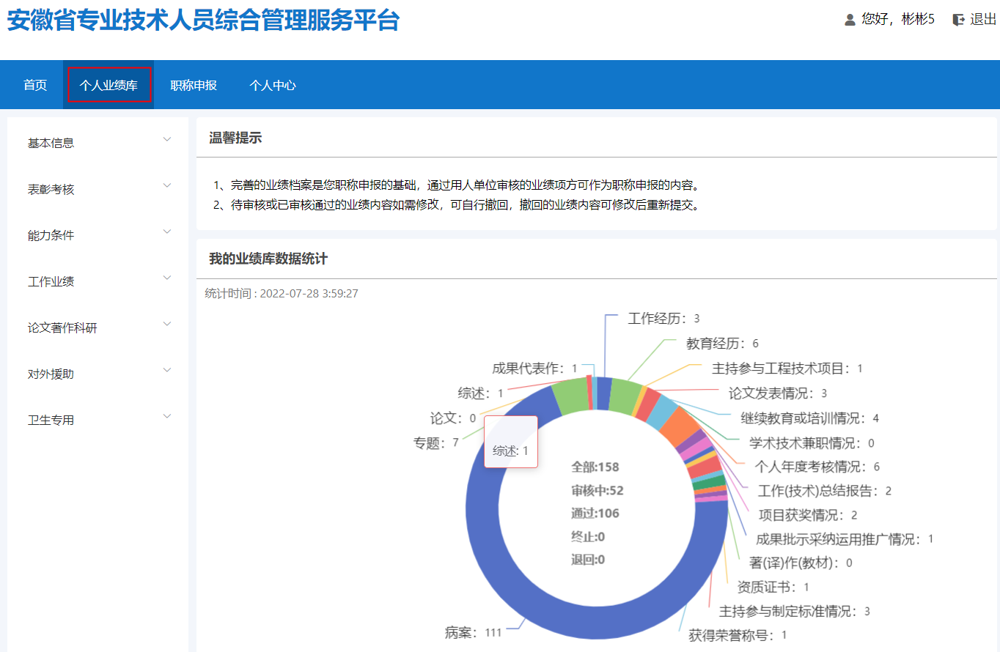 安徽省专业技术人员综合管理服务平台
您好，彬彬5
退出
首页
个人业绩库
职称申报
个人中心
基本信息
表彰考核
能力条件
工作业绩
论文著作科研
对外援助
卫生专用
温馨提示
1、完善的业绩档案是您职称申报的基础，通过用人单位审核的业绩项方可作为职称申报的内容。
2、待审核或已审核通过的业绩内容如需修改，可自行撤回，撤回的业绩内容可修改后重新提交。
我的业绩库数据统计
统计时间 : 2022-07-28 3:59:27
工作经历：3
教育经历：6
主持参与工程技术项目：1
论文发表情况：3
继续教育或培训情况：4
学术技术兼职情况：0
个人年度考核情况：6
工作(技术)总结报告：2
项目获奖情况：2
成果批示采纳运用推广情况：1
著(译)作(教材)：0
资质证书：1
主持参与制定标准情况：3
获得荣誉称号：1
病案：111
专题：7
论文：0
综述：1
成果代表作：1
综述: 1
全部:158
审核中:52
通过:106
终止:0
退回:0